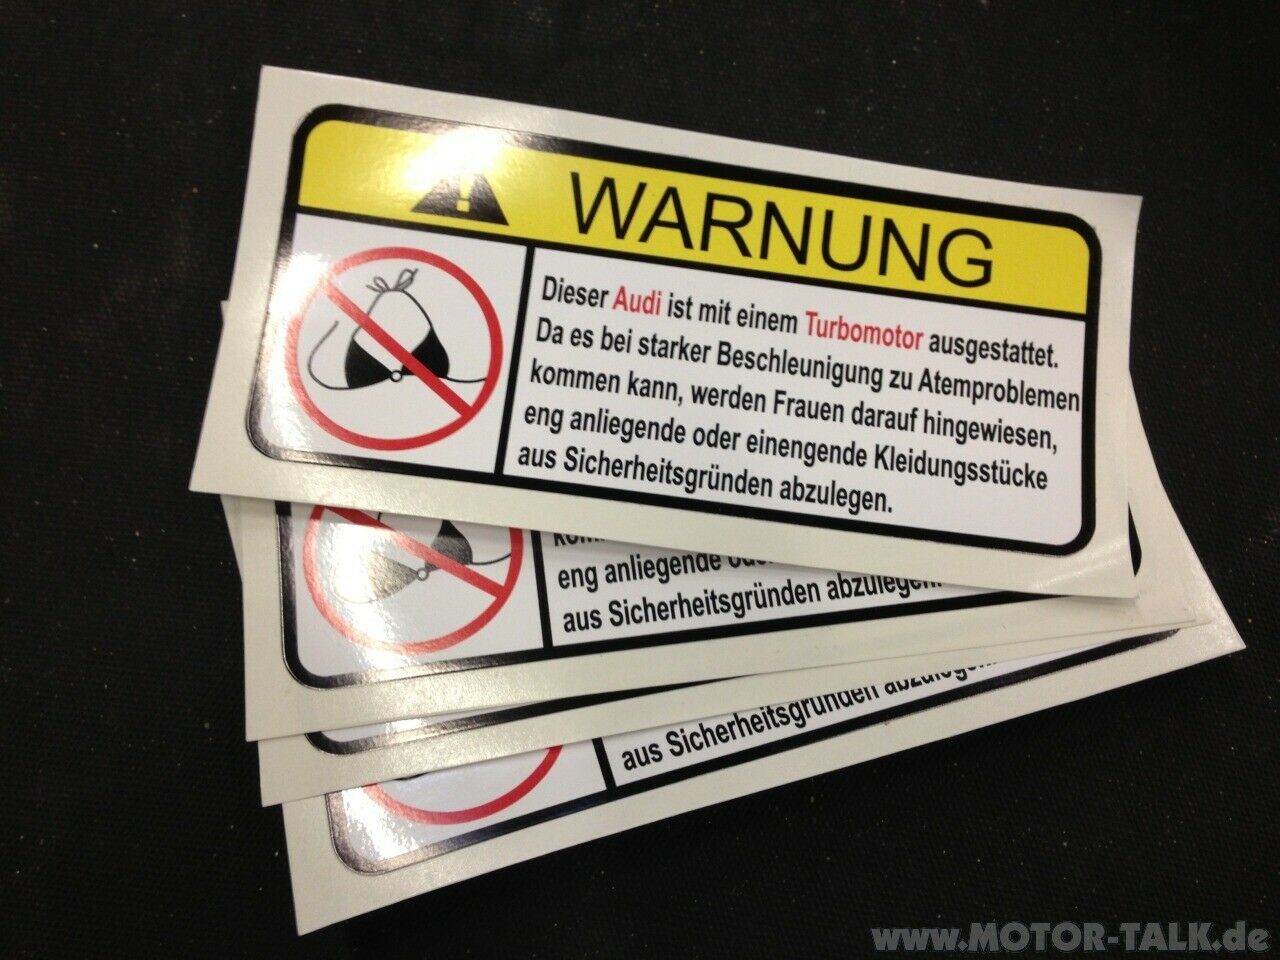 WARNUNG
Dieser Audi ist mit einem Turbomotor ausgestattet.
Da es bei starker Beschleunigung zu Atemproblemen
kommen kann, werden Frauen darauf hingewiesen,
eng anliegende oder einengende Kleidungsstücke
aus Sicherheitsgründen abzulegen.
eng anliegende
aus Sicherheitsgründen abzulegen.
aus Sicherheitsgründen
www.MOTOR-TALK.de